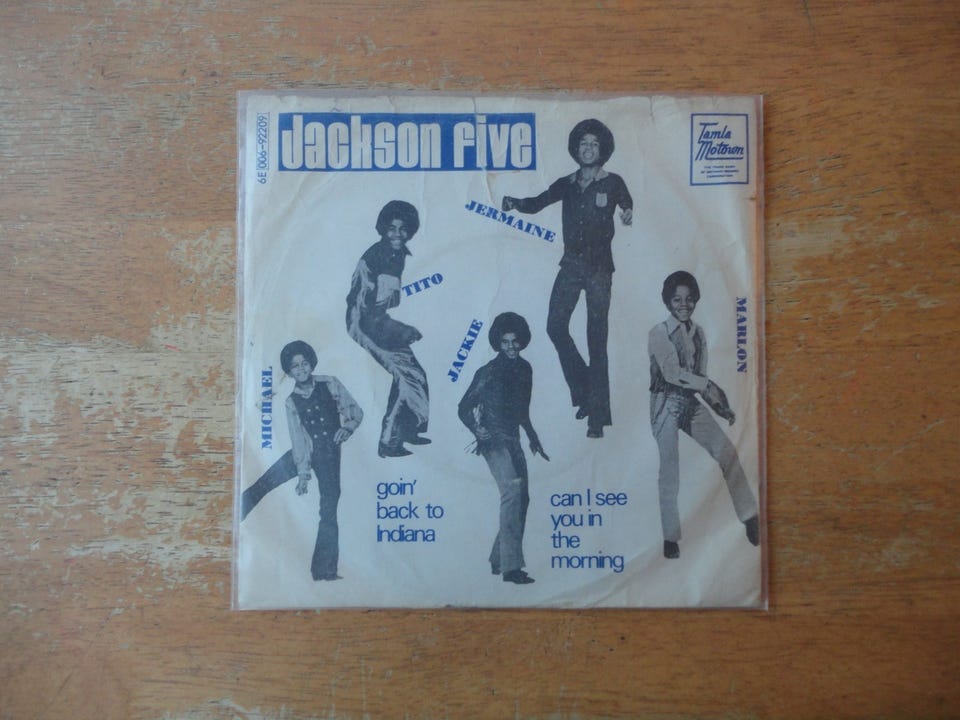 6E 006-92209
Jackson Five
Tamla
Motown
JERMAINE
TITO
JACKIE
MARLON
MICHAEL
goin'
back to
Indiana
can I see
you in
the
morning